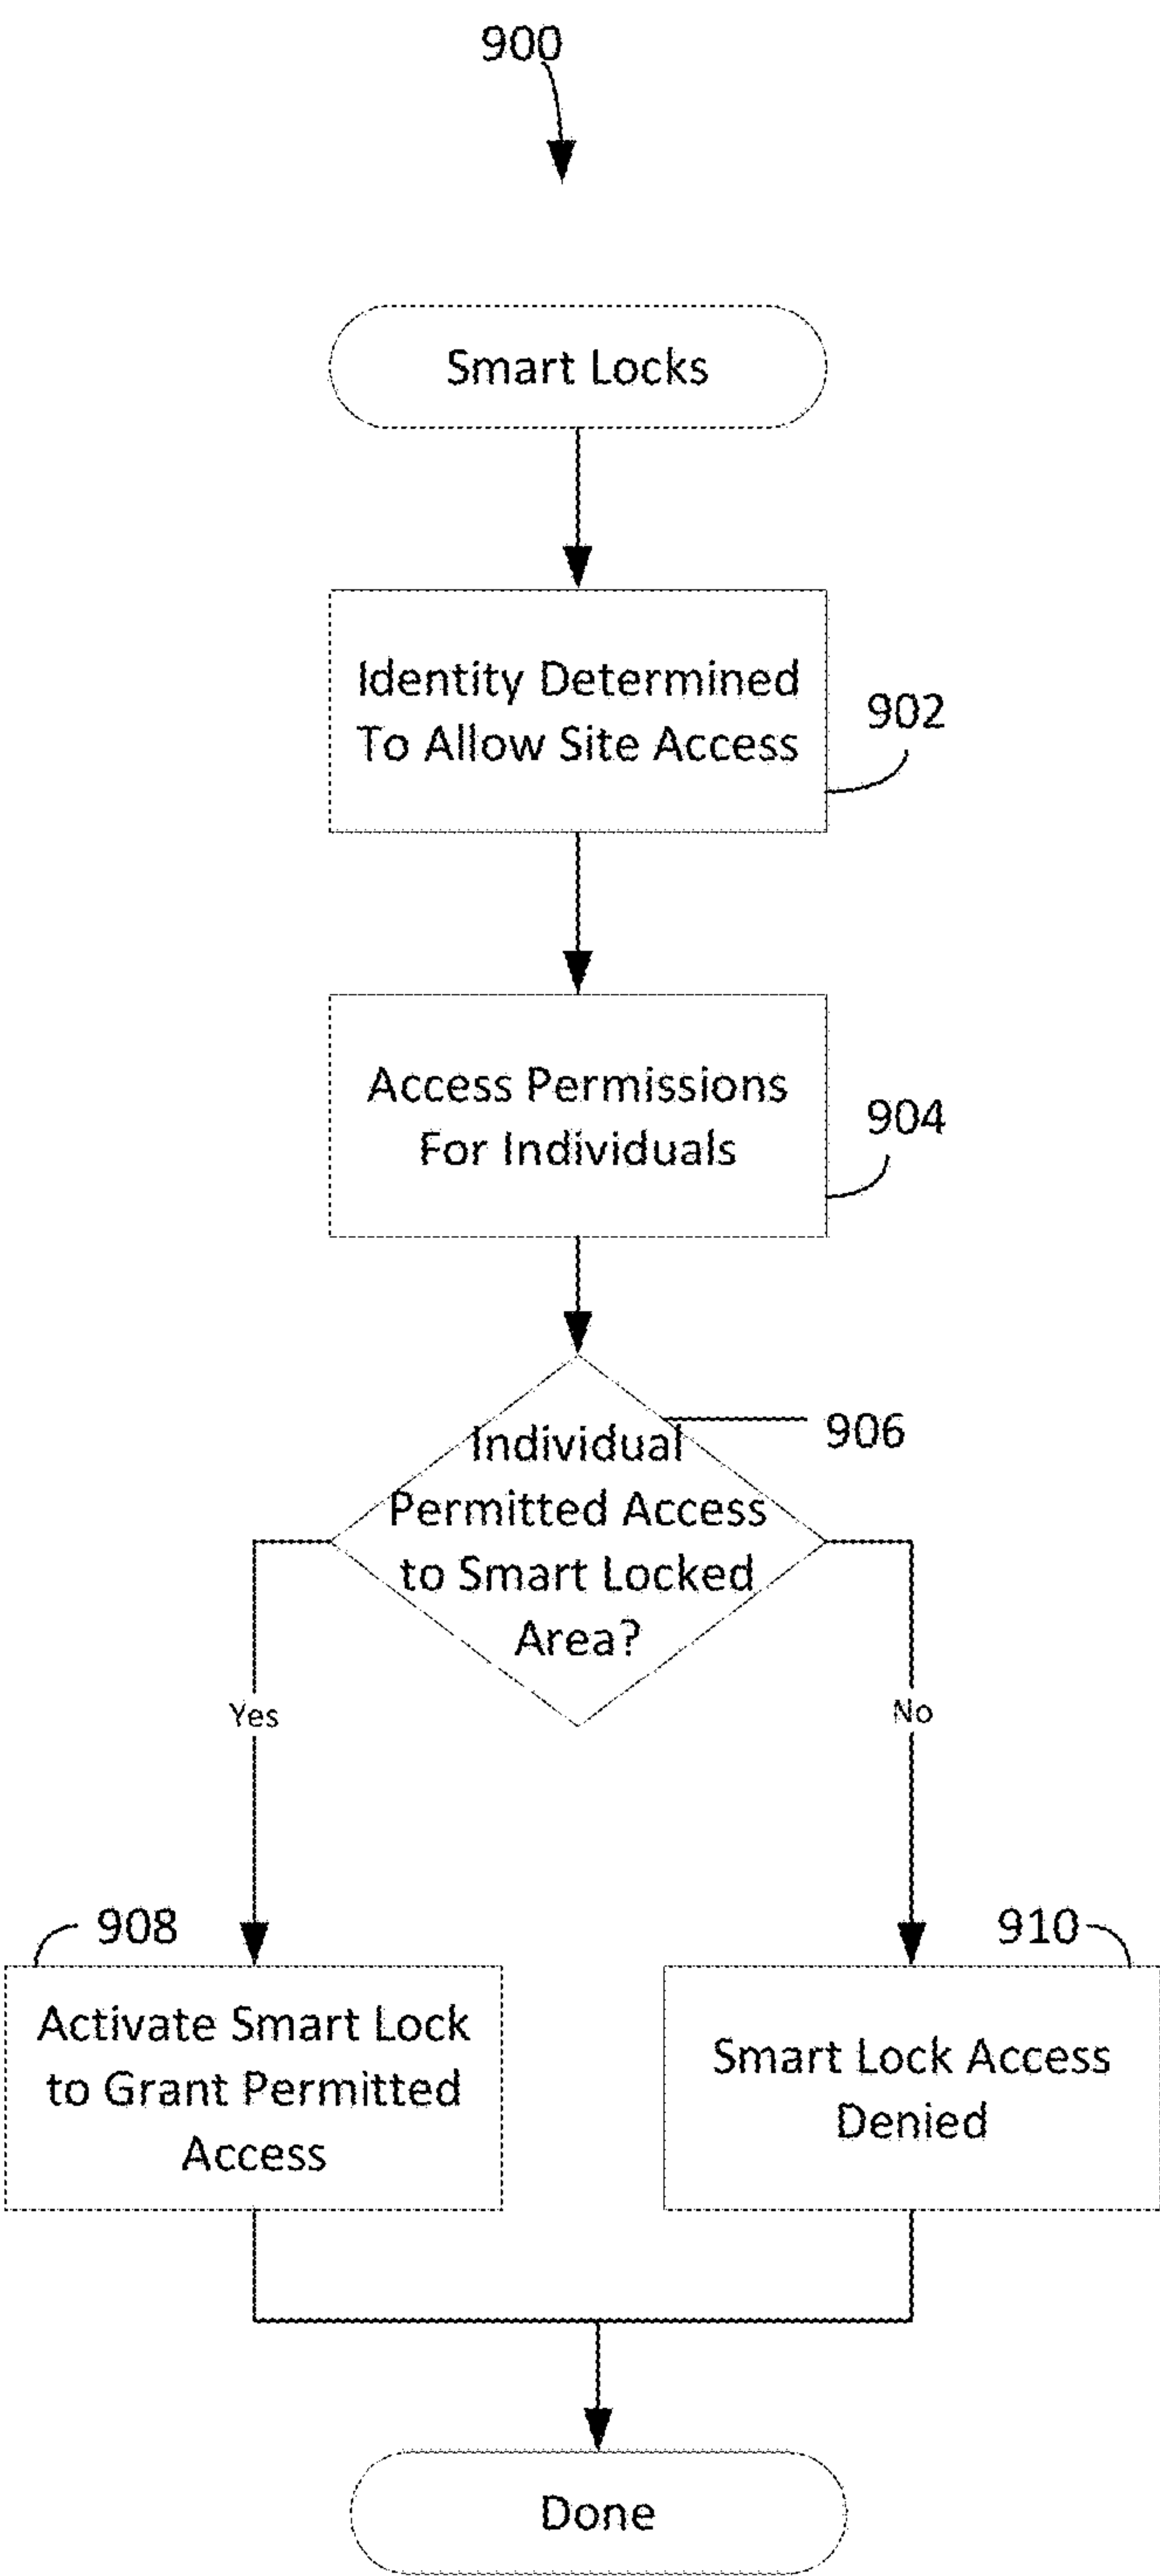 900
Smart Locks
Identity Determined
To Allow Site Access
902
Access Permissions
For Individuals
904
906
Individual
Permitted Access
to Smart Locked
Area?
Yes
No
908
910
Activate Smart Lock
to Grant Permitted
Access
Smart Lock Access
Denied
Done